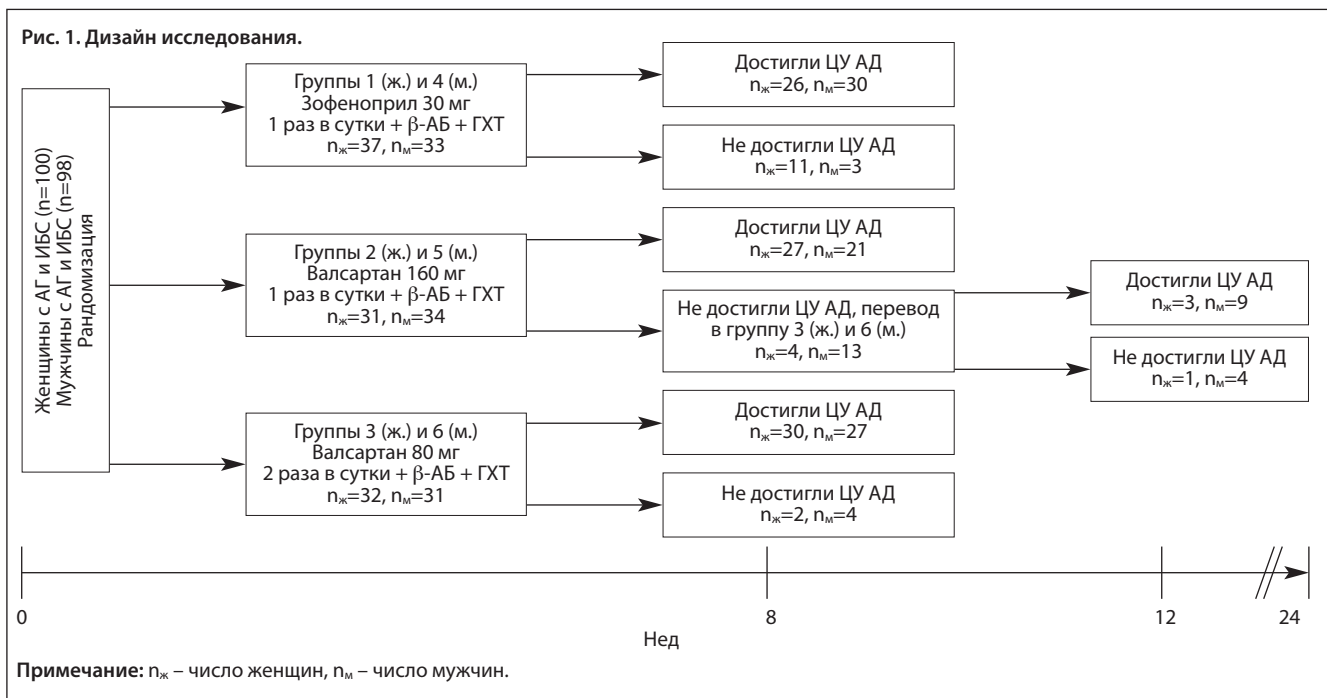 Рис. 1. Дизайн исследования.
Женщины с АГ и ИБС (n=100)
Мужчины с АГ и ИБС (n=98)
Рандомизация
Группы 1 (ж.) и 4 (м.)
Зофеноприл 30 мг
1 раз в сутки + β-АБ + ГХТ
nж=37, nм=33
Достигли ЦУ АД
nж=26, nм=30
Не достигли ЦУ АД
nж=11, nм=3
Группы 2 (ж.) и 5 (м.)
Валсартан 160 мг
1 раз в сутки + β-АБ + ГХТ
nж=31, nм=34
Достигли ЦУ АД
nж=27, nм=21
Не достигли ЦУ АД, перевод
в группу 3 (ж.) и 6 (м.)
nж=4, nм=13
Достигли ЦУ АД
nж=3, nм=9
Не достигли ЦУ АД
nж=1, nм=4
Группы 3 (ж.) и 6 (м.)
Валсартан 80 мг
2 раза в сутки + β-АБ + ГХТ
nж=32, nм=31
Достигли ЦУ АД
nж=30, nм=27
Не достигли ЦУ АД
nж=2, nм=4
0 8 12 24
Нед
Примечание: nж – число женщин, nм – число мужчин.